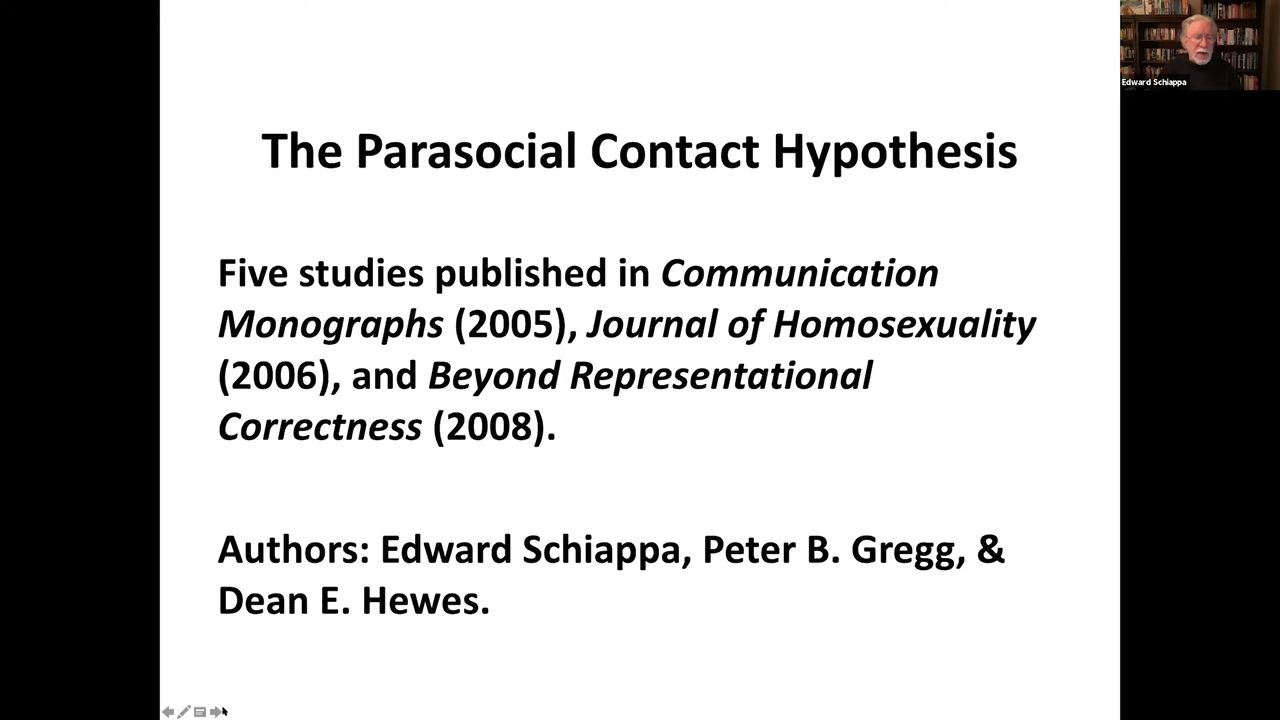 The Parasocial Contact Hypothesis
Five studies published in Communication
Monographs (2005), Journal of Homosexuality
(2006), and Beyond Representational
Correctness (2008).
Authors: Edward Schiappa, Peter B. Gregg, &
Dean E. Hewes.
Edward Schiappa